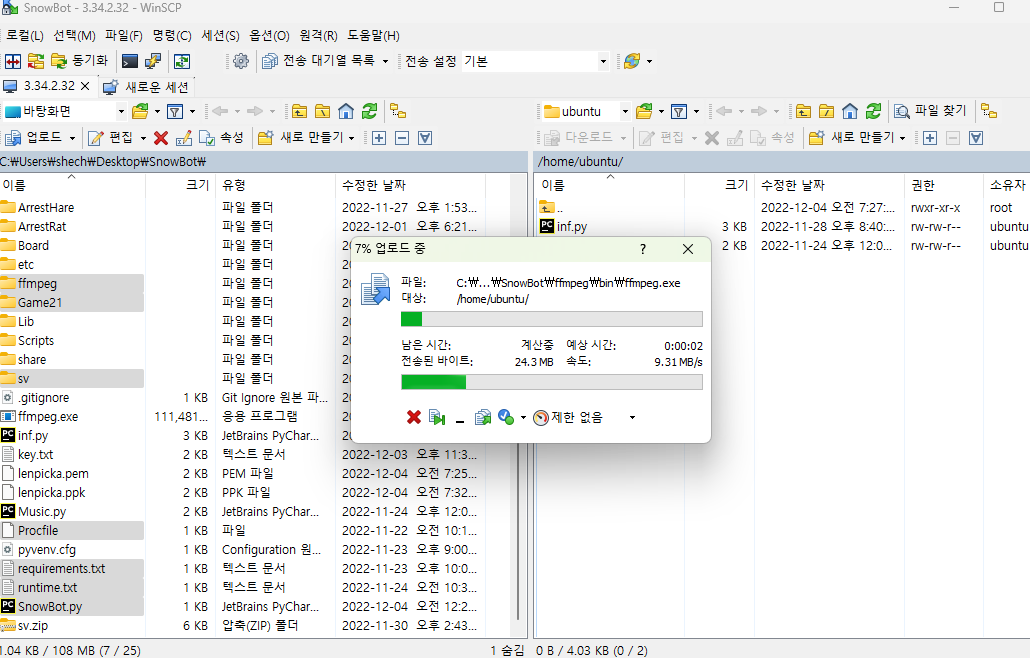 SnowBot - 3.34.2.32 - WinSCP
로컬(L) 선택(M) 파일(F) 명령(C) 세션(S) 옵션(O) 원격(R) 도움말(H)
동기화 전송 대기열 목록 전송 설정 기본
3.34.2.32 새로운 세션
바탕화면
업로드 편집 속성 새로 만들기
C:₩Users₩shech₩Desktop₩SnowBot₩
이름 크기 유형 수정한 날짜
ArrestHare 파일 폴더 2022-11-27 오후 1:53...
ArrestRat 파일 폴더 2022-12-01 오후 6:21...
Board 파일 폴더
etc 파일 폴더
ffmpeg 파일 폴더
Game21 파일 폴더
Lib 파일 폴더
Scripts 파일 폴더
share 파일 폴더
sv 파일 폴더
.gitignore 1 KB Git Ignore 원본 파...
ffmpeg.exe 111,481... 응용 프로그램
inf.py 3 KB JetBrains PyChar...
key.txt 2 KB 텍스트 문서 2022-12-03 오후 11:3...
lenpicka.pem 2 KB PEM 파일 2022-12-04 오전 7:25...
lenpicka.ppk 2 KB PPK 파일 2022-12-04 오전 7:32...
Music.py 2 KB JetBrains PyChar... 2022-11-24 오후 12:0...
Procfile 1 KB 파일 2022-11-22 오전 10:1...
pyvenv.cfg 1 KB Configuration 원... 2022-11-23 오후 9:00...
requirements.txt 1 KB 텍스트 문서 2022-11-23 오후 10:0...
runtime.txt 1 KB 텍스트 문서 2022-11-24 오전 10:3...
SnowBot.py 1 KB JetBrains PyChar... 2022-12-04 오후 12:2...
sv.zip 6 KB 압축(ZIP) 폴더 2022-11-30 오후 2:43...
1.04 KB / 108 MB (7 / 25) 1 숨김
ubuntu 파일 찾기
다운로드 편집 속성 새로 만들기
/home/ubuntu/
이름 크기 수정한 날짜 권한 소유자
.. 2022-12-04 오전 7:27:... rwxr-xr-x root
inf.py 3 KB 2022-11-28 오후 8:40:... rw-rw-r-- ubuntu
2 KB 2022-11-24 오후 12:0... rw-rw-r-- ubuntu
0 B / 4.03 KB (0 / 2)
7% 업로드 중 ?
파일: C:₩...₩SnowBot₩ffmpeg₩bin₩ffmpeg.exe
대상: /home/ubuntu/
남은 시간: 계산중 예상 시간: 0:00:02
전송된 바이트: 24.3 MB 속도: 9.31 MB/s
제한 없음